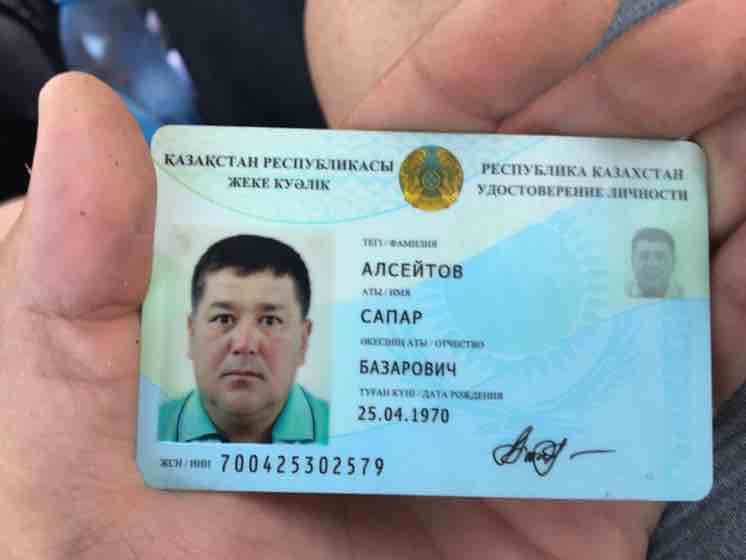 ҚАЗАҚСТАН РЕСПУБЛИКАСЫ
ЖЕКЕ КУӘЛІК
РЕСПУБЛИКА КАЗАХСТАН
УДОСТОВЕРЕНИЕ ЛИЧНОСТИ
ТЕГІ / ФАМИЛИЯ
АЛСЕЙТОВ
АТЫ / ИМЯ
САПАР
ӘКЕСІНІҢ АТЫ / ОТЧЕСТВО
БАЗАРОВИЧ
ТУҒАН КҮНІ / ДАТА РОЖДЕНИЯ
25.04.1970
ЖСН / ИИН 700425302579